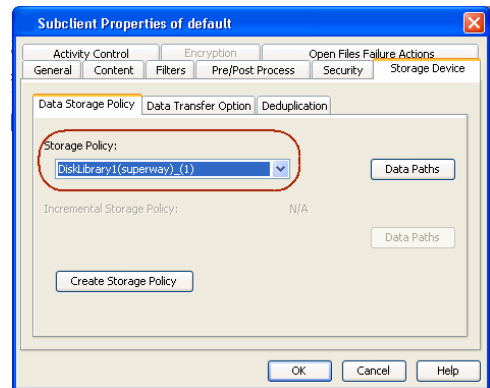 Subclient Properties of default
Activity Control Encryption Open Files Failure Actions
General Content Filters Pre/Post Process Security Storage Device
Data Storage Policy Data Transfer Option Deduplication
Storage Policy:
DiskLibrary1(superway)_(1) Data Paths
Incremental Storage Policy: N/A
Data Paths
Create Storage Policy
OK Cancel Help